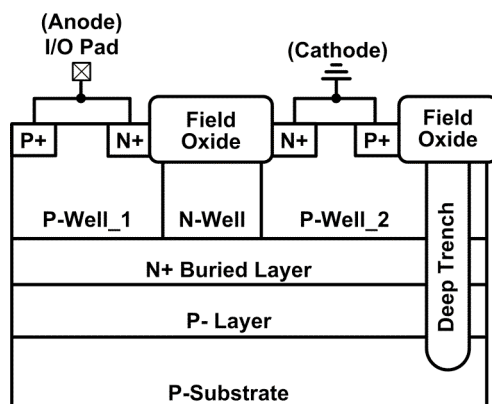 (Anode)
I/O Pad
(Cathode)
P+
N+
Field
Oxide
N+
P+
Field
Oxide
P-Well_1
N-Well
P-Well_2
N+ Buried Layer
P- Layer
P-Substrate
Deep Trench